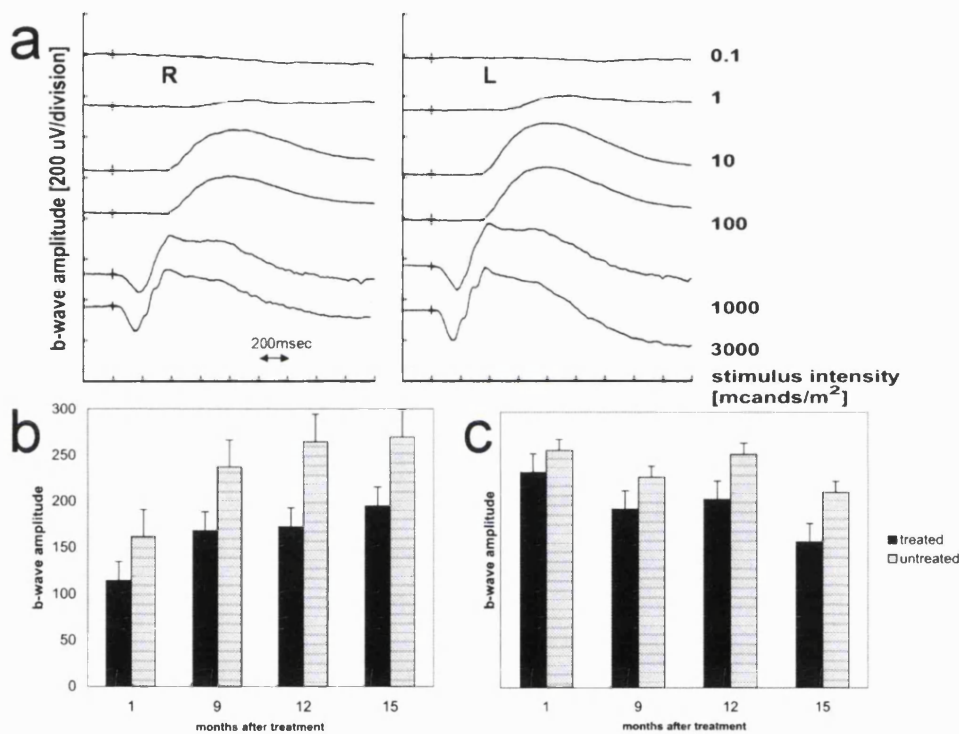 a
b-wave amplitude [200 uV/division]
R
L
0.1
1
10
100
1000
3000
200msec
stimulus intensity
[mcands/m²]
b
b-wave amplitude
300
250
200
150
100
50
0
1 9 12 15
months after treatment
c
b-wave amplitude
1 9 12 15
months after treatment
treated
untreated